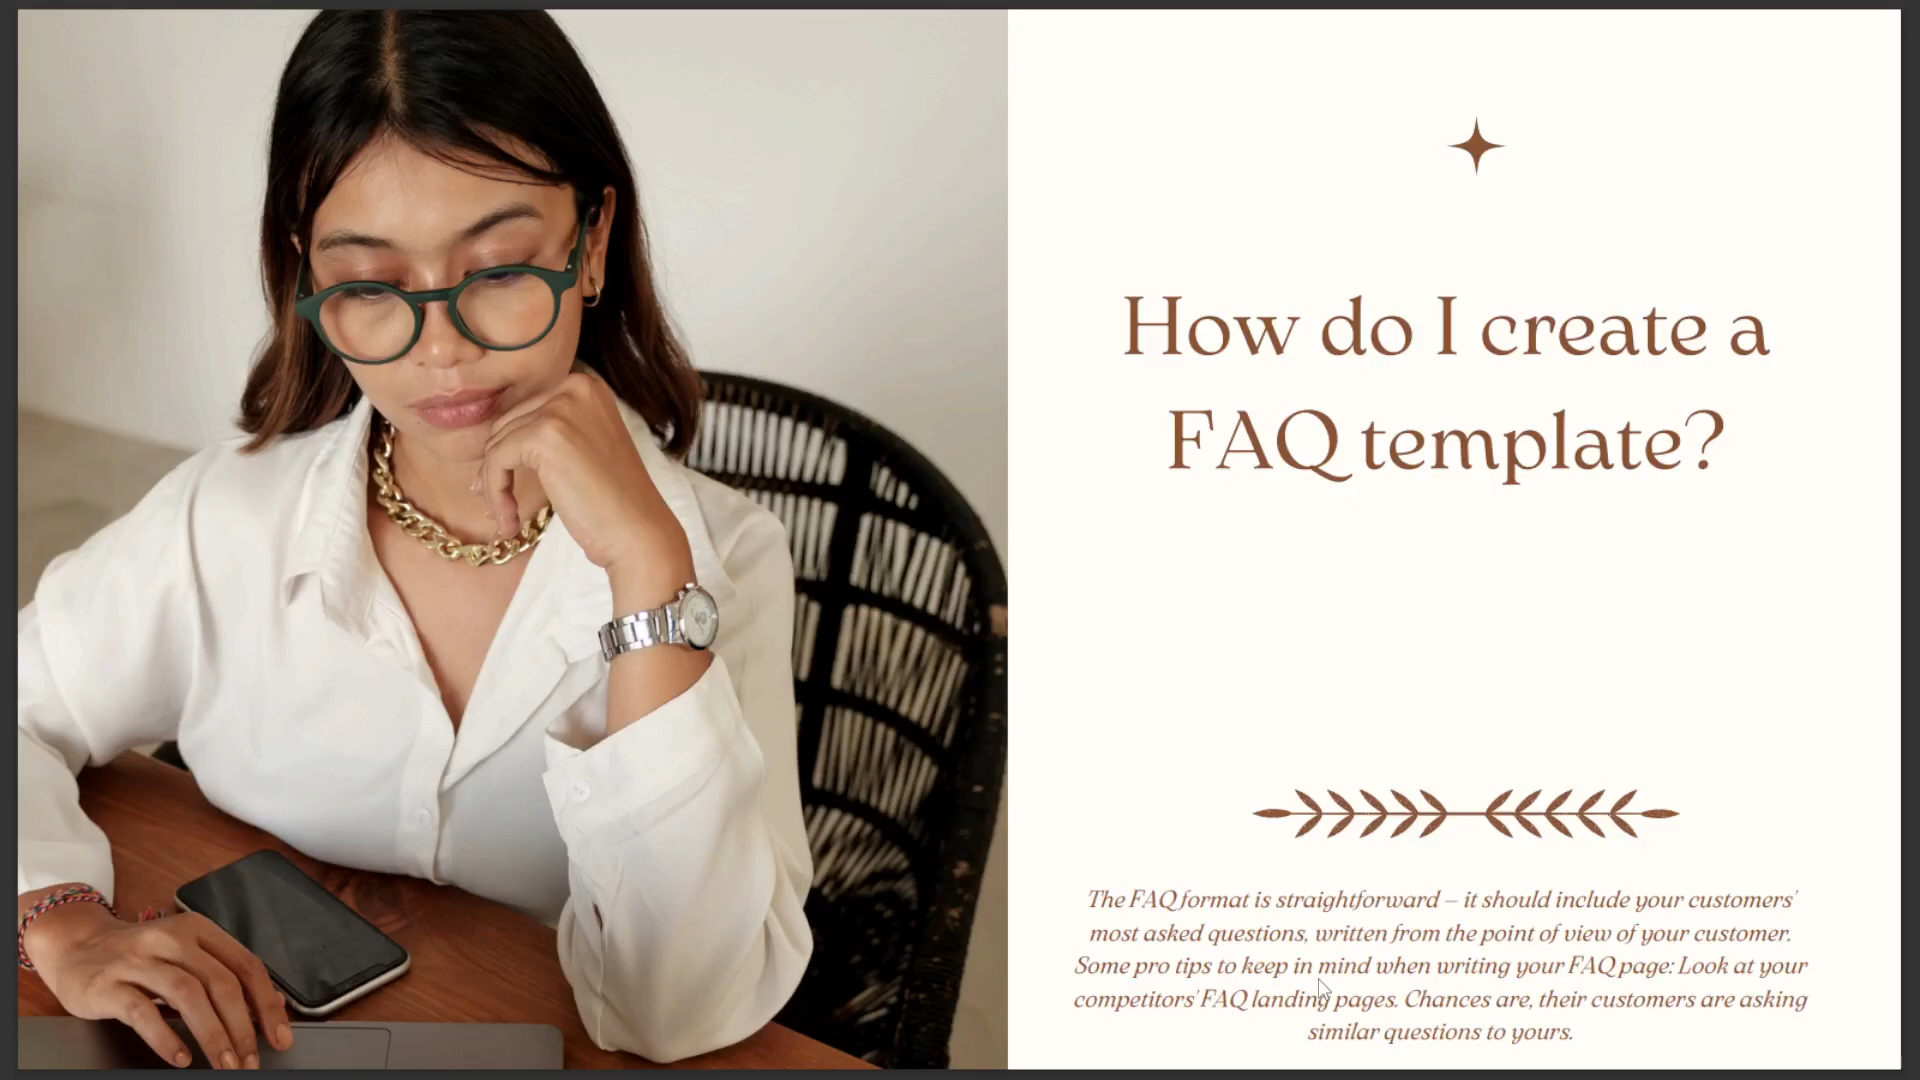 How do I create a
FAQ template?
The FAQ format is straightforward – it should include your customers'
most asked questions, written from the point of view of your customer.
Some pro tips to keep in mind when writing your FAQ page: Look at your
competitors' FAQ landing pages. Chances are, their customers are asking
similar questions to yours.